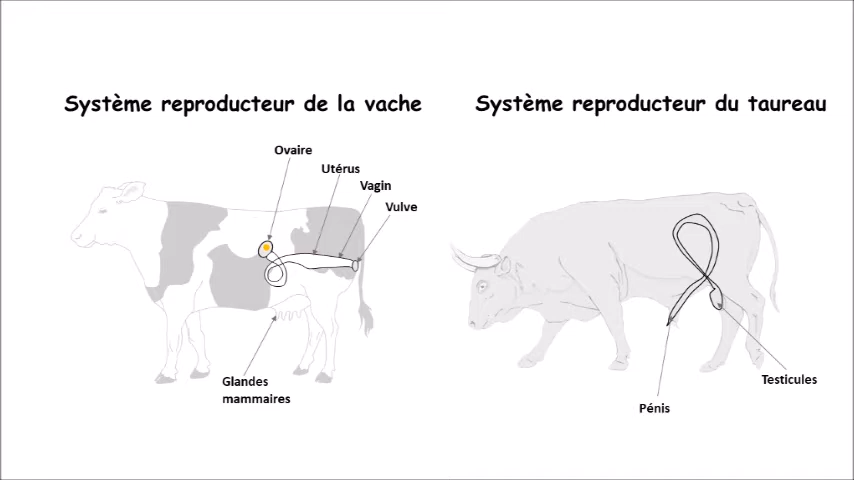 Système reproducteur de la vache
Système reproducteur du taureau
Ovaire
Utérus
Vagin
Vulve
Glandes
mammaires
Testicules
Pénis